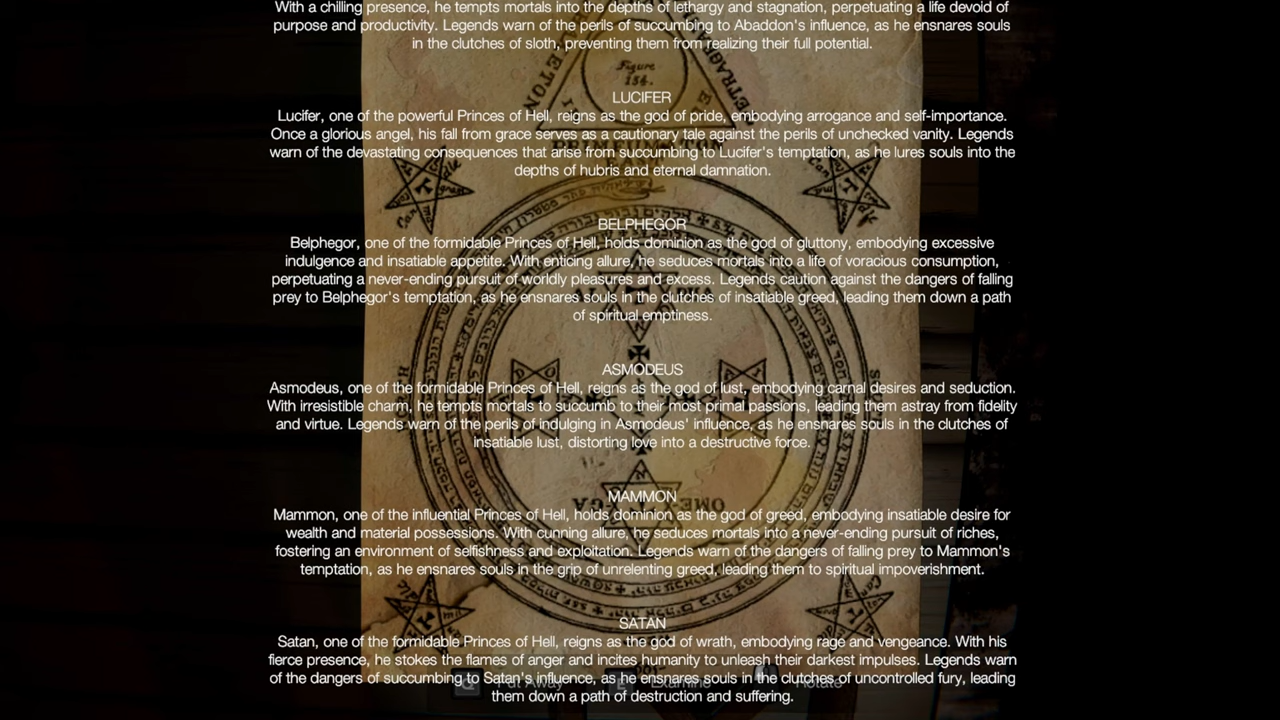 With a chilling presence, he tempts mortals into the depths of lethargy and stagnation, perpetuating a life devoid of
purpose and productivity. Legends warn of the perils of succumbing to Abaddon's influence, as he ensnares souls
in the clutches of sloth, preventing them from realizing their full potential.
Figure
154.
LUCIFER
Lucifer, one of the powerful Princes of Hell, reigns as the god of pride, embodying arrogance and self-importance.
Once a glorious angel, his fall from grace serves as a cautionary tale against the perils of unchecked vanity. Legends
warn of the devastating consequences that arise from succumbing to Lucifer's temptation, as he lures souls into the
depths of hubris and eternal damnation.
BELPHEGOR
Belphegor, one of the formidable Princes of Hell, holds dominion as the god of gluttony, embodying excessive
indulgence and insatiable appetite. With enticing allure, he seduces mortals into a life of voracious consumption,
perpetuating a never-ending pursuit of worldly pleasures and excess. Legends caution against the dangers of falling
prey to Belphegor's temptation, as he ensnares souls in the clutches of insatiable greed, leading them down a path
of spiritual emptiness.
ASMODEUS
Asmodeus, one of the formidable Princes of Hell, reigns as the god of lust, embodying carnal desires and seduction.
With irresistible charm, he tempts mortals to succumb to their most primal passions, leading them astray from fidelity
and virtue. Legends warn of the perils of indulging in Asmodeus' influence, as he ensnares souls in the clutches of
insatiable lust, distorting love into a destructive force.
MAMMON
Mammon, one of the influential Princes of Hell, holds dominion as the god of greed, embodying insatiable desire for
wealth and material possessions. With cunning allure, he seduces mortals into a never-ending pursuit of riches,
fostering an environment of selfishness and exploitation. Legends warn of the dangers of falling prey to Mammon's
temptation, as he ensnares souls in the grip of unrelenting greed, leading them to spiritual impoverishment.
SATAN
Satan, one of the formidable Princes of Hell, reigns as the god of wrath, embodying rage and vengeance. With his
fierce presence, he stokes the flames of anger and incites humanity to unleash their darkest impulses. Legends warn
of the dangers of succumbing to Satan's influence, as he ensnares souls in the clutches of uncontrolled fury, leading
them down a path of destruction and suffering.
Q Put Away E Examine Rotate